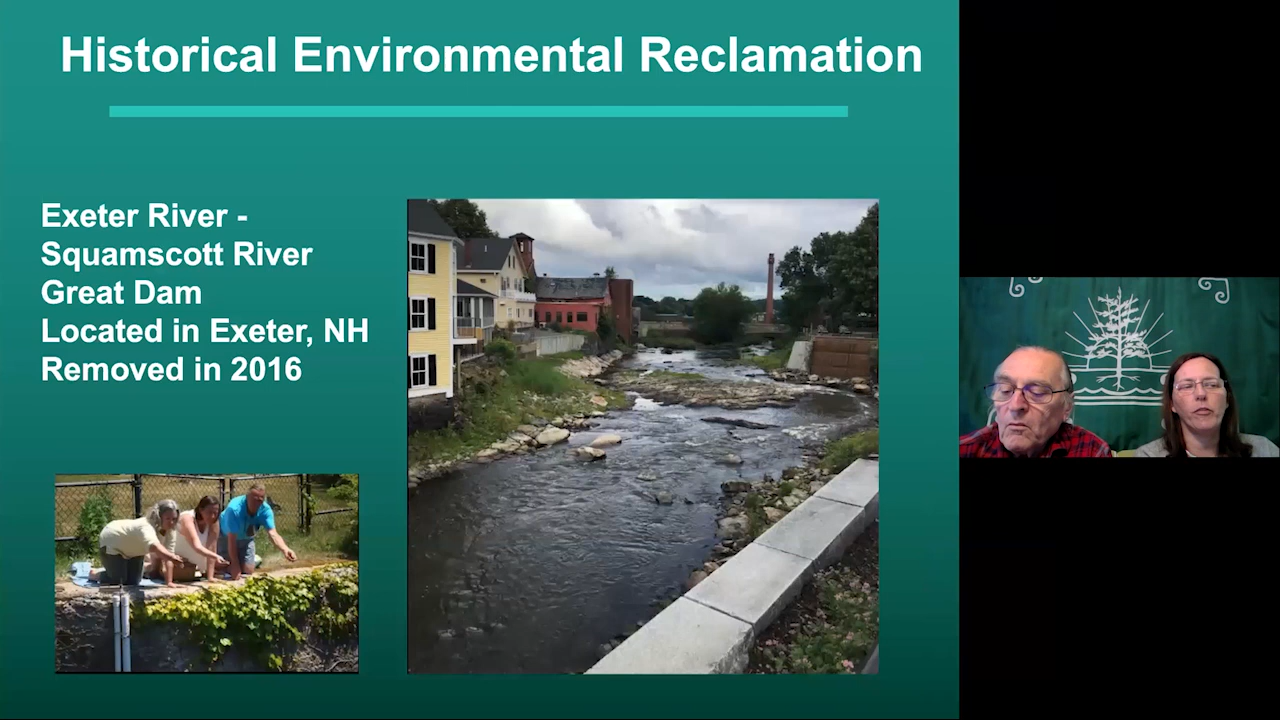 Historical Environmental Reclamation
Exeter River -
Squamscott River
Great Dam
Located in Exeter, NH
Removed in 2016